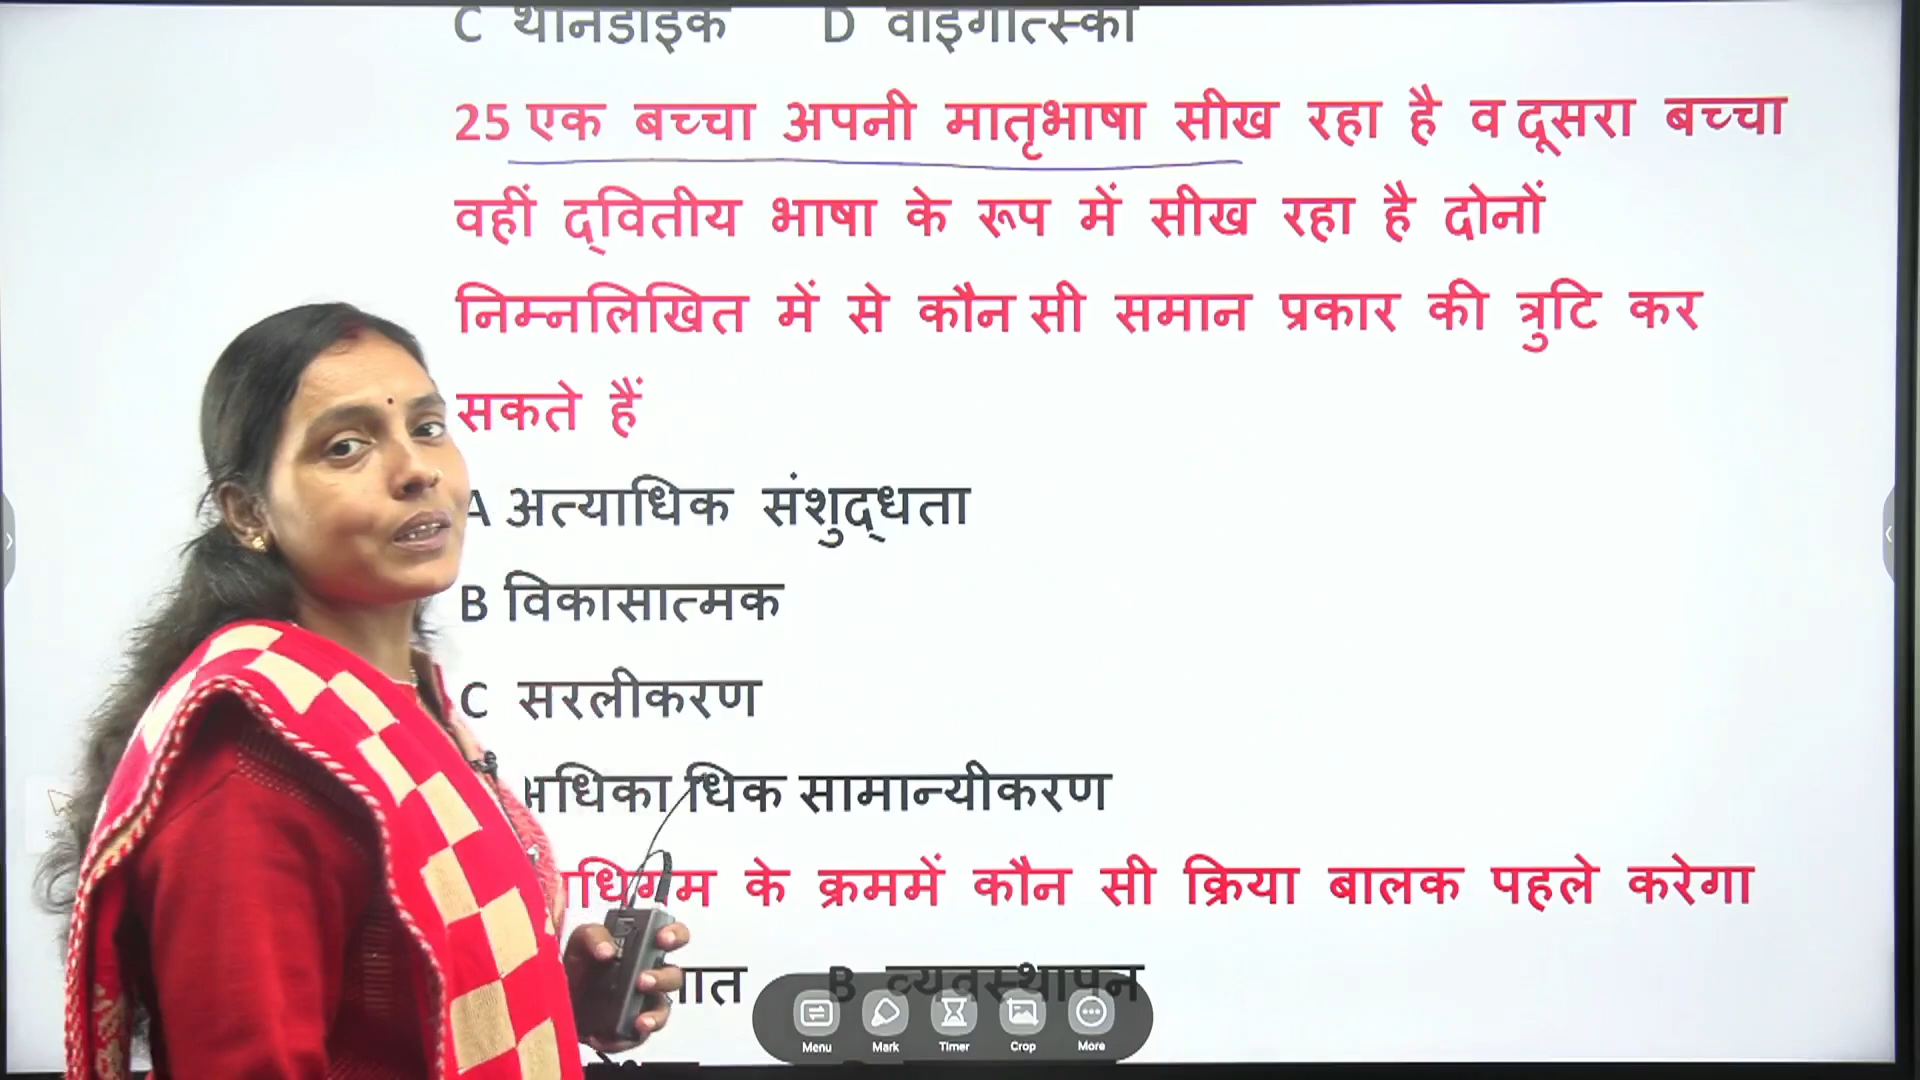 C थार्नडाइक D वाइगोत्स्की
25 एक बच्चा अपनी मातृभाषा सीख रहा है व दूसरा बच्चा
वहीं द्वितीय भाषा के रूप में सीख रहा है दोनों
निम्नलिखित में से कौन सी समान प्रकार की त्रुटि कर
सकते हैं
A अत्याधिक संशुद्धता
B विकासात्मक
C सरलीकरण
धिक सामान्यीकरण
के क्रममें कौन सी क्रिया बालक पहले करेगा
B व्यवस्थापन
Menu Mark Timer Crop More